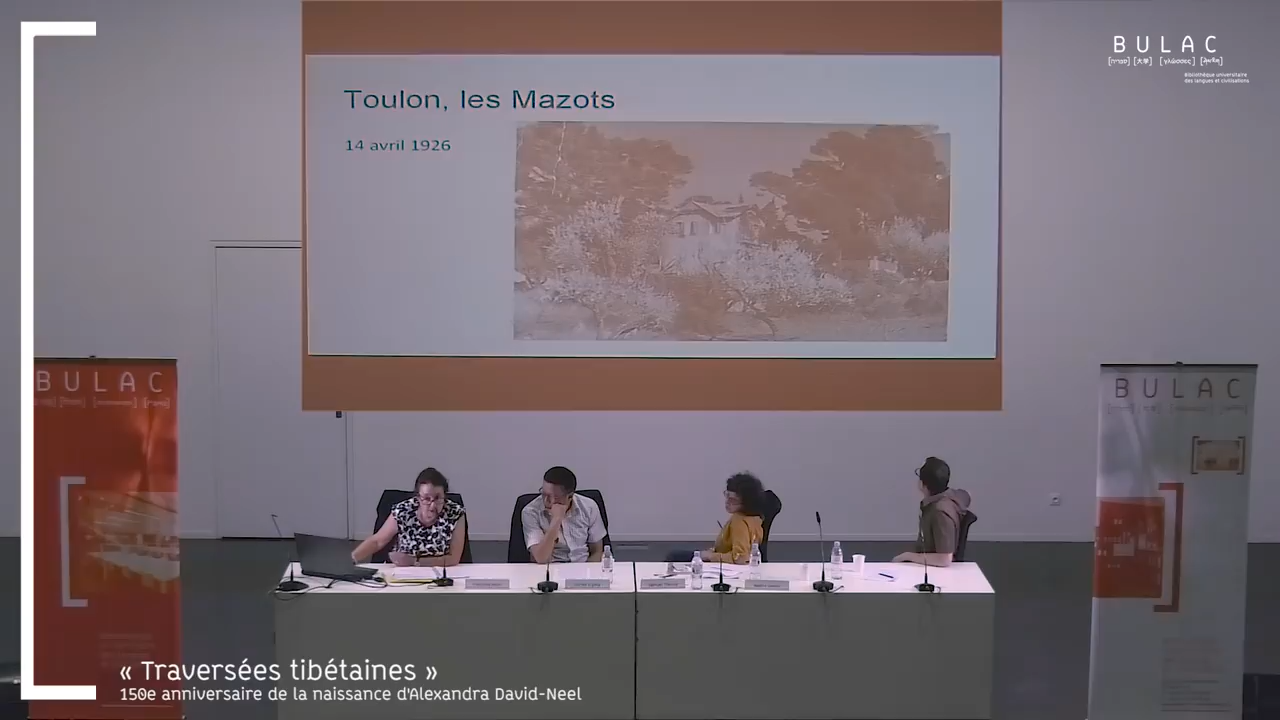 Toulon, les Mazots
14 avril 1926
BULAC
Bibliothèque universitaire
des langues et civilisations
BULAC
BULAC
« Traversées tibétaines »
150e anniversaire de la naissance d'Alexandra David-Neel